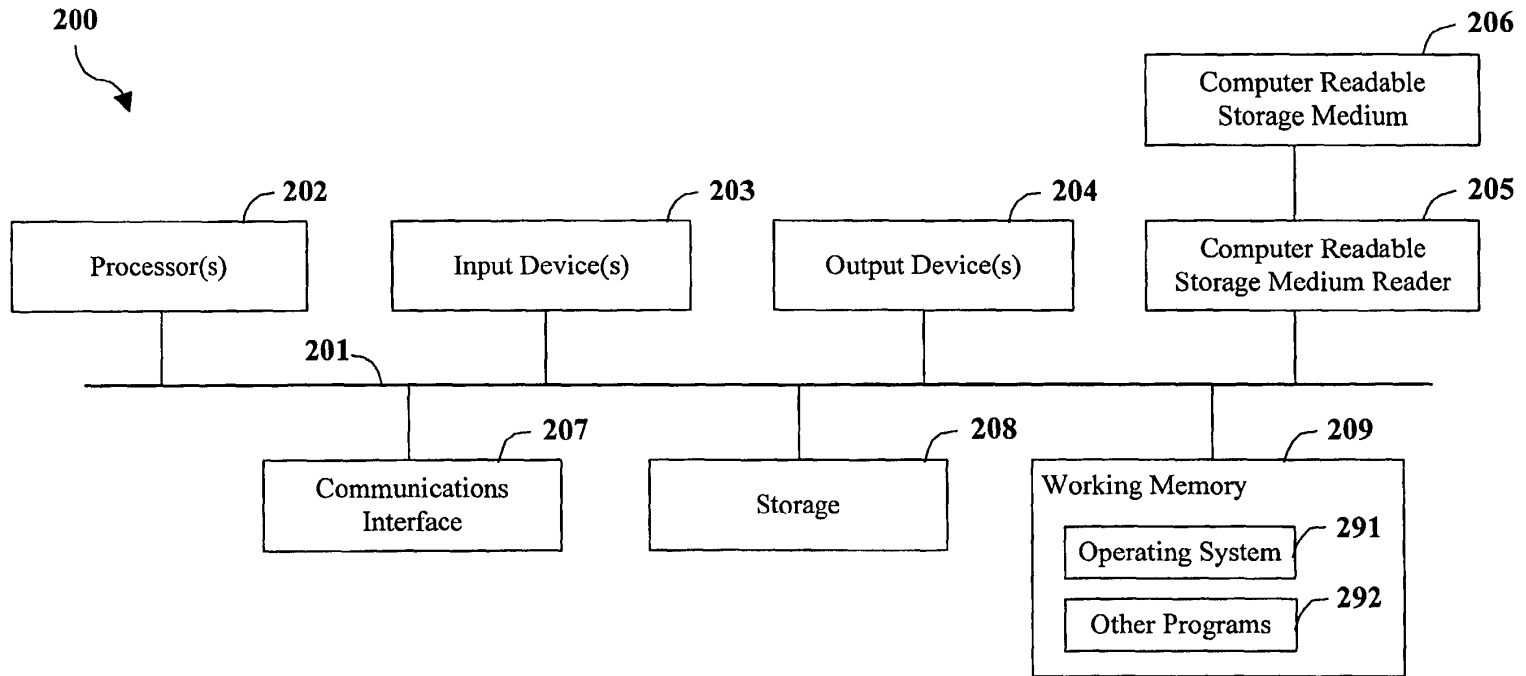 200
206
Computer Readable
Storage Medium
202
203
204
205
Processor(s)
Input Device(s)
Output Device(s)
Computer Readable
Storage Medium Reader
201
207
208
209
Communications
Interface
Storage
Working Memory
291
Operating System
292
Other Programs